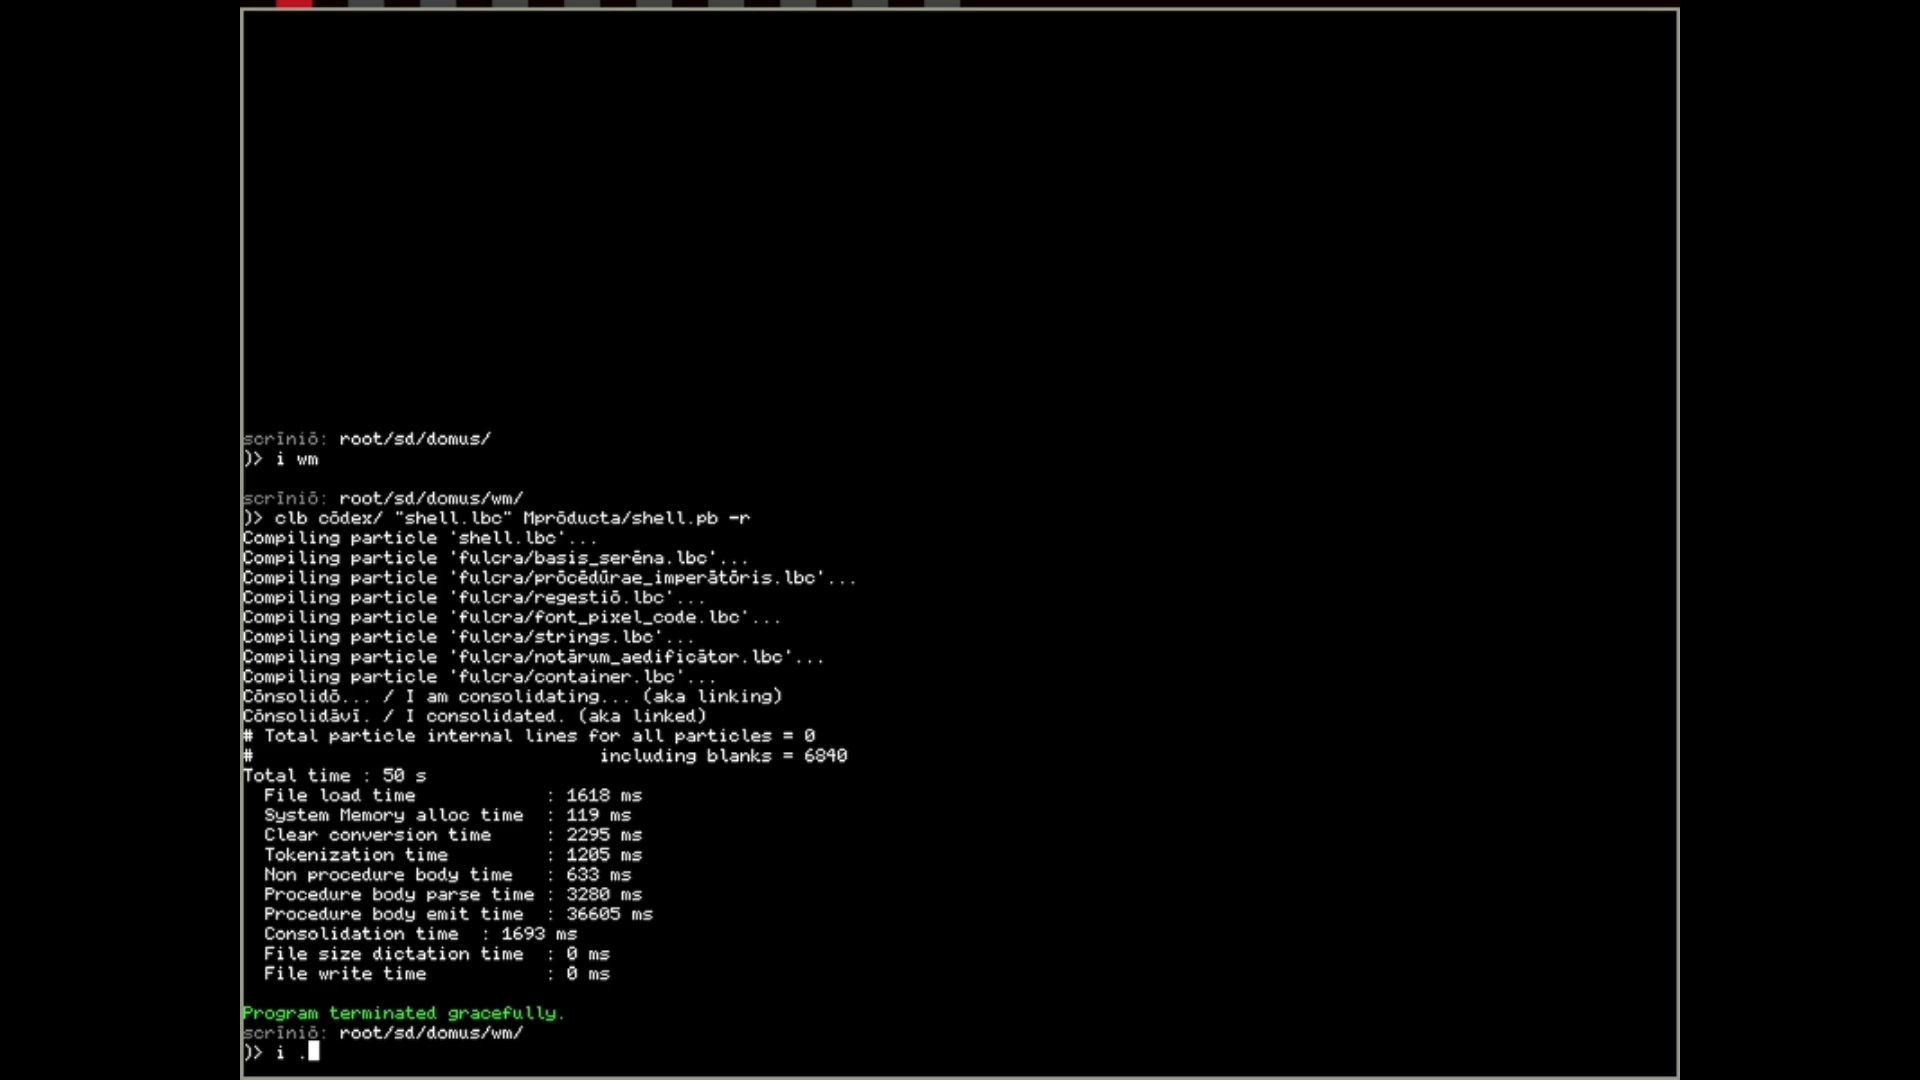 scrīniō: root/sd/domus/
)> i wm
scrīniō: root/sd/domus/wm/
)> clb cōdex/ "shell.lbc" Mprōducta/shell.pb -r
Compiling particle 'shell.lbc'...
Compiling particle 'fulcra/basis_serēna.lbc'...
Compiling particle 'fulcra/prōcēdūrae_imperātōris.lbc'...
Compiling particle 'fulcra/regestiō.lbc'...
Compiling particle 'fulcra/font_pixel_code.lbc'...
Compiling particle 'fulcra/strings.lbc'...
Compiling particle 'fulcra/notārum_aedificātor.lbc'...
Compiling particle 'fulcra/container.lbc'...
Cōnsolidō... / I am consolidating... (aka linking)
Cōnsolidāvī. / I consolidated. (aka linked)
# Total particle internal lines for all particles = 0
# including blanks = 6840
Total time : 50 s
File load time : 1618 ms
System Memory alloc time : 119 ms
Clear conversion time : 2295 ms
Tokenization time : 1205 ms
Non procedure body time : 633 ms
Procedure body parse time : 3280 ms
Procedure body emit time : 36605 ms
Consolidation time : 1693 ms
File size dictation time : 0 ms
File write time : 0 ms
Program terminated gracefully.
scrīniō: root/sd/domus/wm/
)> i .